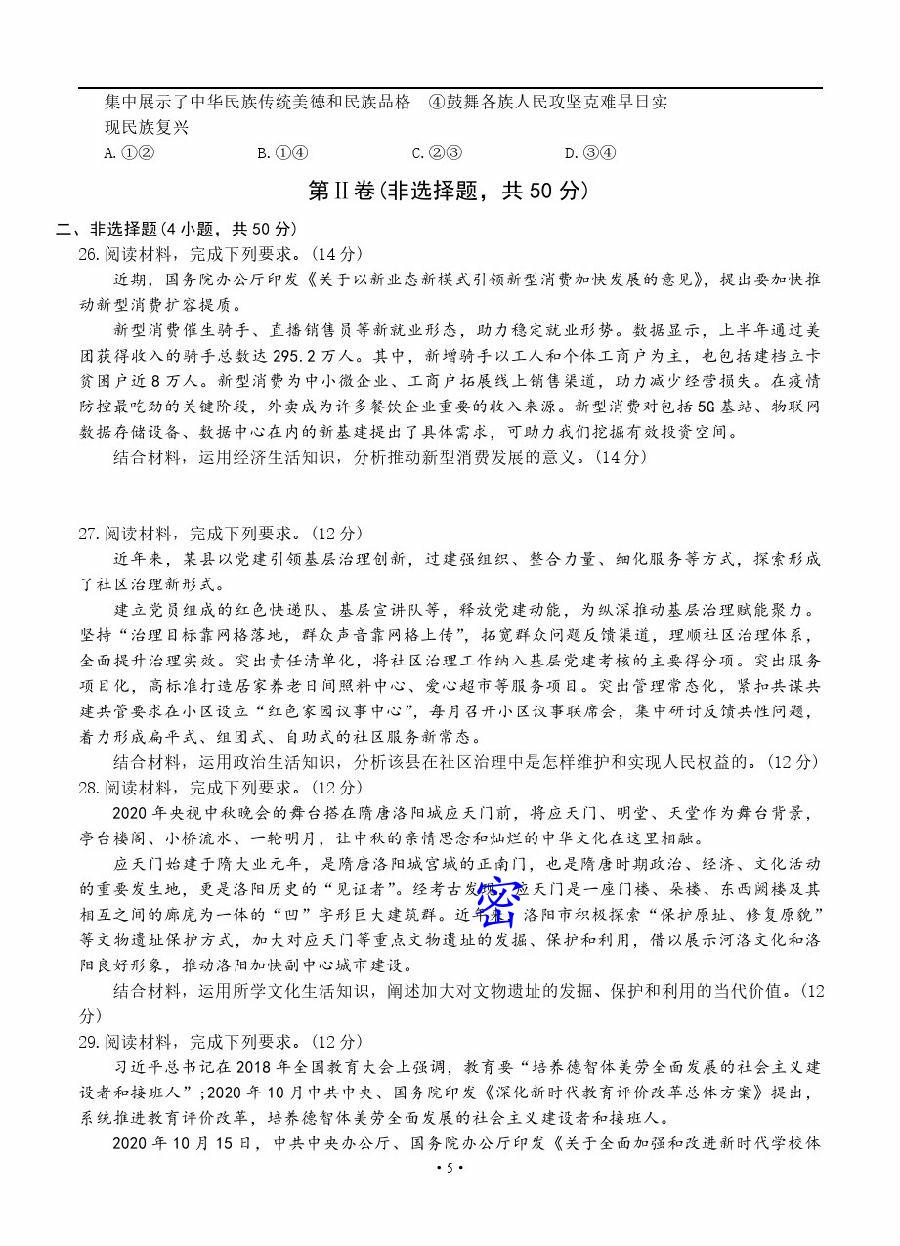 集中展示了中华民族传统美德和民族品格 ④鼓舞各族人民攻坚克难早日实
现民族复兴
A.①② B.①④ C.②③ D.③④
第Ⅱ卷(非选择题，共50分)
二、非选择题(4小题，共50分)
26.阅读材料，完成下列要求。(14分)
近期，国务院办公厅印发《关于以新业态新模式引领新型消费加快发展的意见》，提出要加快推
动新型消费扩容提质。
新型消费催生骑手、直播销售员等新就业形态，助力稳定就业形势。数据显示，上半年通过美
团获得收入的骑手总数达295.2万人。其中，新增骑手以工人和个体工商户为主，也包括建档立卡
贫困户近8万人。新型消费为中小微企业、工商户拓展线上销售渠道，助力减少经营损失。在疫情
防控最吃劲的关键阶段，外卖成为许多餐饮企业重要的收入来源。新型消费对包括5G基站、物联网
数据存储设备、数据中心在内的新基建提出了具体需求，可助力我们挖掘有效投资空间。
结合材料，运用经济生活知识，分析推动新型消费发展的意义。(14分)
27.阅读材料，完成下列要求。(12分)
近年来，某县以党建引领基层治理创新，过建强组织、整合力量、细化服务等方式，探索形成
了社区治理新形式。
建立党员组成的红色快递队、基层宣讲队等，释放党建动能，为纵深推动基层治理赋能聚力。
坚持“治理目标靠网格落地，群众声音靠网格上传”，拓宽群众问题反馈渠道，理顺社区治理体系，
全面提升治理实效。突出责任清单化，将社区治理工作纳入基层党建考核的主要得分项。突出服务
项目化，高标准打造居家养老日间照料中心、爱心超市等服务项目。突出管理常态化，紧扣共谋共
建共管要求在小区设立“红色家园议事中心”，每月召开小区议事联席会，集中研讨反馈共性问题，
着力形成扁平式、组团式、自助式的社区服务新常态。
结合材料，运用政治生活知识，分析该县在社区治理中是怎样维护和实现人民权益的。(12分)
28.阅读材料，完成下列要求。(12分)
2020年央视中秋晚会的舞台搭在隋唐洛阳城应天门前，将应天门、明堂、天堂作为舞台背景，
亭台楼阁、小桥流水、一轮明月，让中秋的亲情思念和灿烂的中华文化在这里相融。
应天门始建于隋大业元年，是隋唐洛阳城宫城的正南门，也是隋唐时期政治、经济、文化活动
的重要发生地，更是洛阳历史的“见证者”。经考古发现，应天门是一座门楼、朵楼、东西阙楼及其
相互之间的廊庑为一体的“凹”字形巨大建筑群。近年来，洛阳市积极探索“保护原址、修复原貌”
等文物遗址保护方式，加大对应天门等重点文物遗址的发掘、保护和利用，借以展示河洛文化和洛
阳良好形象，推动洛阳加快副中心城市建设。
结合材料，运用所学文化生活知识，阐述加大对文物遗址的发掘、保护和利用的当代价值。(12
分)
29.阅读材料，完成下列要求。(12分)
习近平总书记在2018年全国教育大会上强调，教育要“培养德智体美劳全面发展的社会主义建
设者和接班人”;2020年10月中共中央、国务院印发《深化新时代教育评价改革总体方案》提出，
系统推进教育评价改革，培养德智体美劳全面发展的社会主义建设者和接班人。
2020年10月15日，中共中央办公厅、国务院办公厅印发《关于全面加强和改进新时代学校体
·5·
密